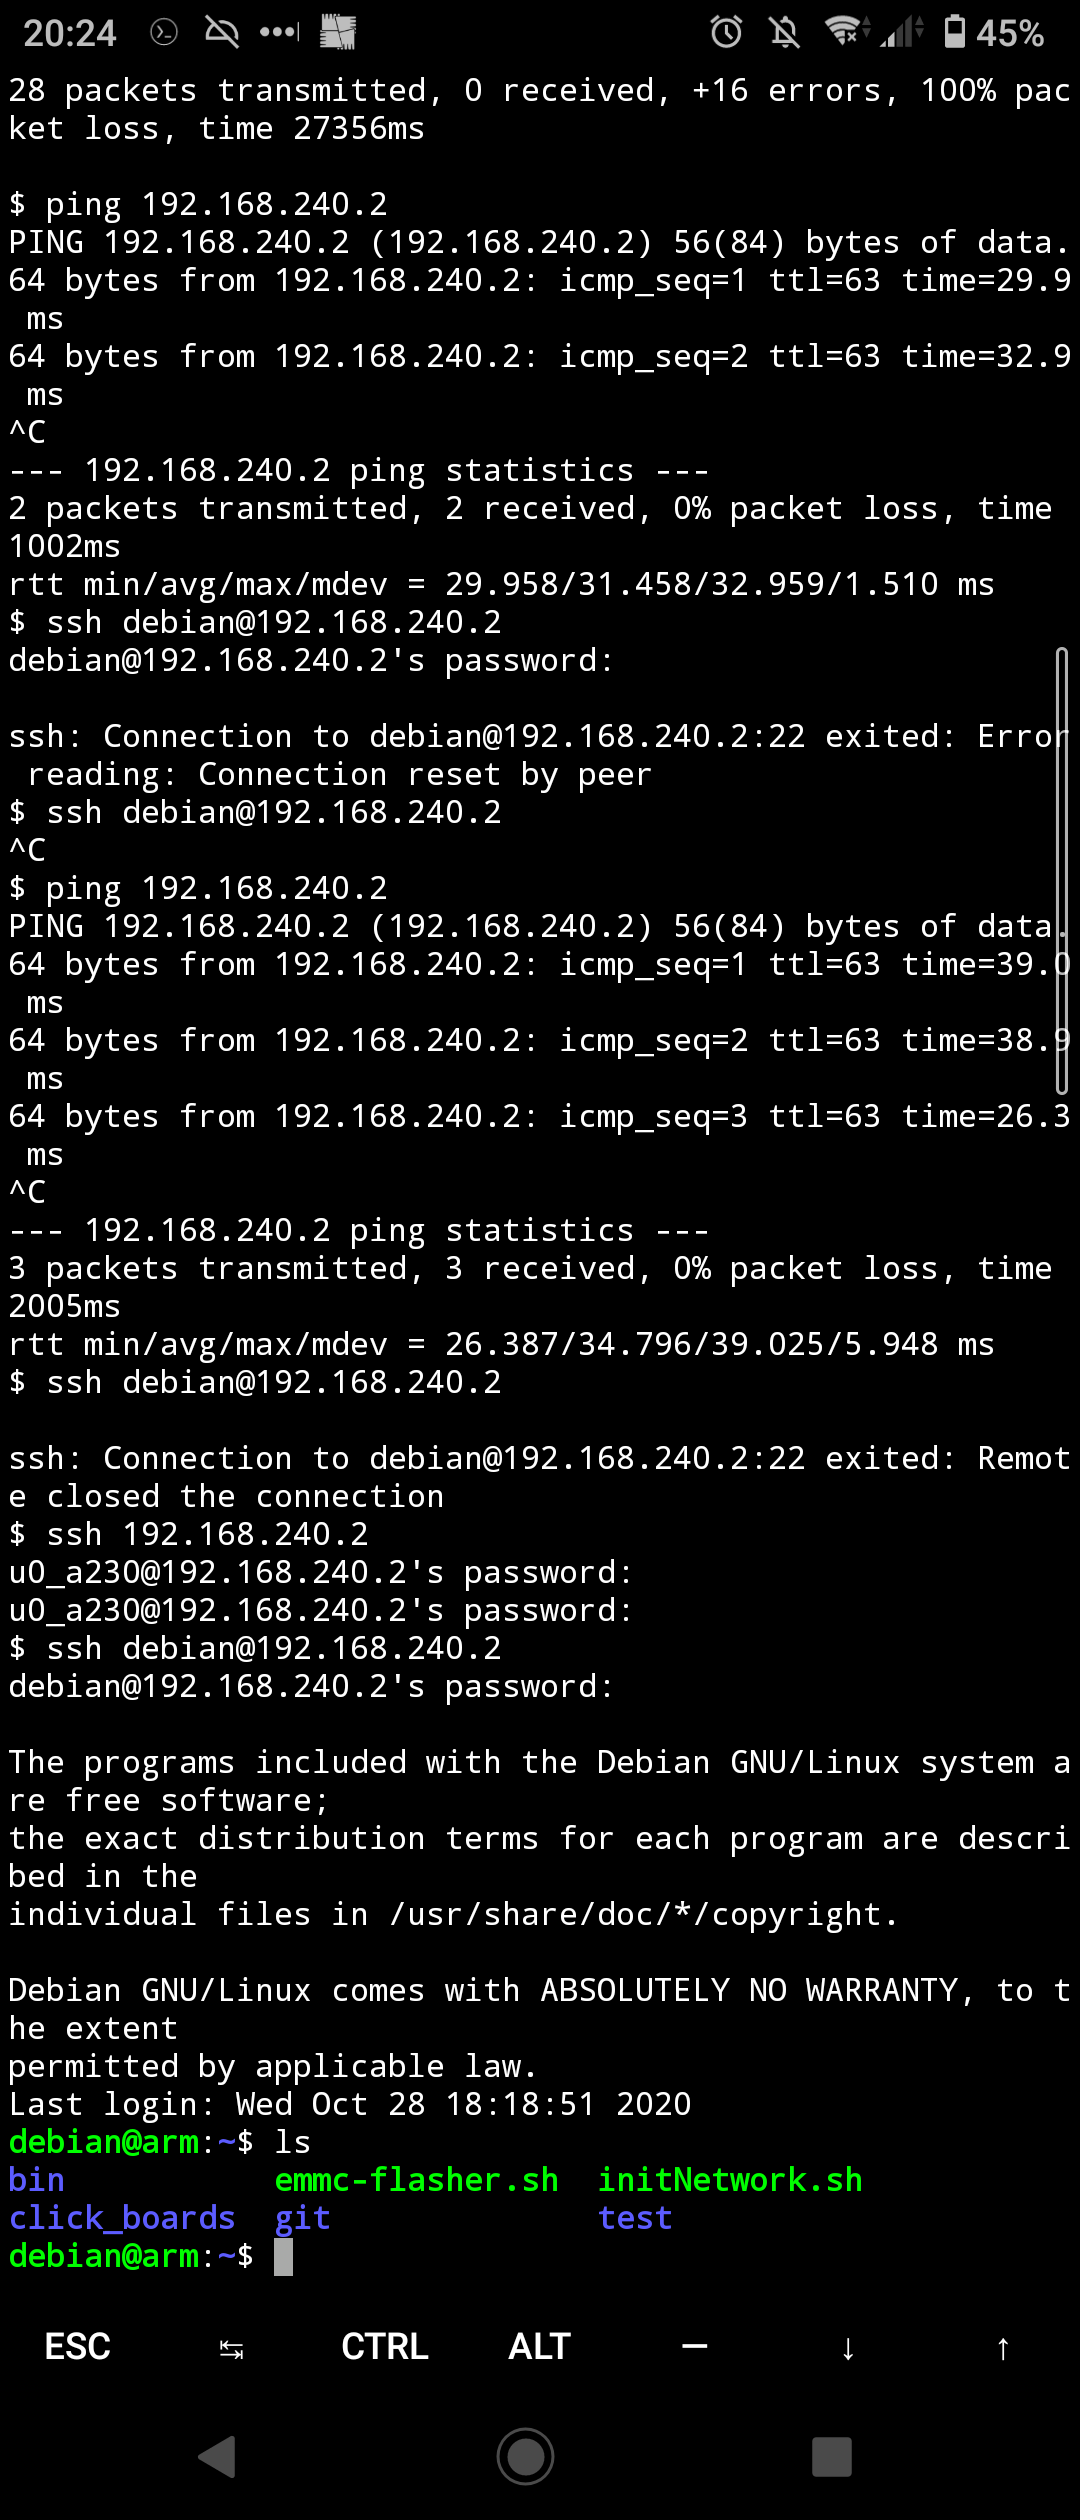 20:24
45%
28 packets transmitted, 0 received, +16 errors, 100% pac
ket loss, time 27356ms
$ ping 192.168.240.2
PING 192.168.240.2 (192.168.240.2) 56(84) bytes of data.
64 bytes from 192.168.240.2: icmp_seq=1 ttl=63 time=29.9
 ms
64 bytes from 192.168.240.2: icmp_seq=2 ttl=63 time=32.9
 ms
^C
--- 192.168.240.2 ping statistics ---
2 packets transmitted, 2 received, 0% packet loss, time
1002ms
rtt min/avg/max/mdev = 29.958/31.458/32.959/1.510 ms
$ ssh debian@192.168.240.2
debian@192.168.240.2's password:
ssh: Connection to debian@192.168.240.2:22 exited: Error
 reading: Connection reset by peer
$ ssh debian@192.168.240.2
^C
$ ping 192.168.240.2
PING 192.168.240.2 (192.168.240.2) 56(84) bytes of data.
64 bytes from 192.168.240.2: icmp_seq=1 ttl=63 time=39.0
 ms
64 bytes from 192.168.240.2: icmp_seq=2 ttl=63 time=38.9
 ms
64 bytes from 192.168.240.2: icmp_seq=3 ttl=63 time=26.3
 ms
^C
--- 192.168.240.2 ping statistics ---
3 packets transmitted, 3 received, 0% packet loss, time
2005ms
rtt min/avg/max/mdev = 26.387/34.796/39.025/5.948 ms
$ ssh debian@192.168.240.2
ssh: Connection to debian@192.168.240.2:22 exited: Remot
e closed the connection
$ ssh 192.168.240.2
u0_a230@192.168.240.2's password:
u0_a230@192.168.240.2's password:
$ ssh debian@192.168.240.2
debian@192.168.240.2's password:
The programs included with the Debian GNU/Linux system a
re free software;
the exact distribution terms for each program are descri
bed in the
individual files in /usr/share/doc/*/copyright.
Debian GNU/Linux comes with ABSOLUTELY NO WARRANTY, to t
he extent
permitted by applicable law.
Last login: Wed Oct 28 18:18:51 2020
debian@arm:~$ ls
bin emmc-flasher.sh initNetwork.sh
click_boards git test
debian@arm:~$
ESC ↹ CTRL ALT — ↓ ↑